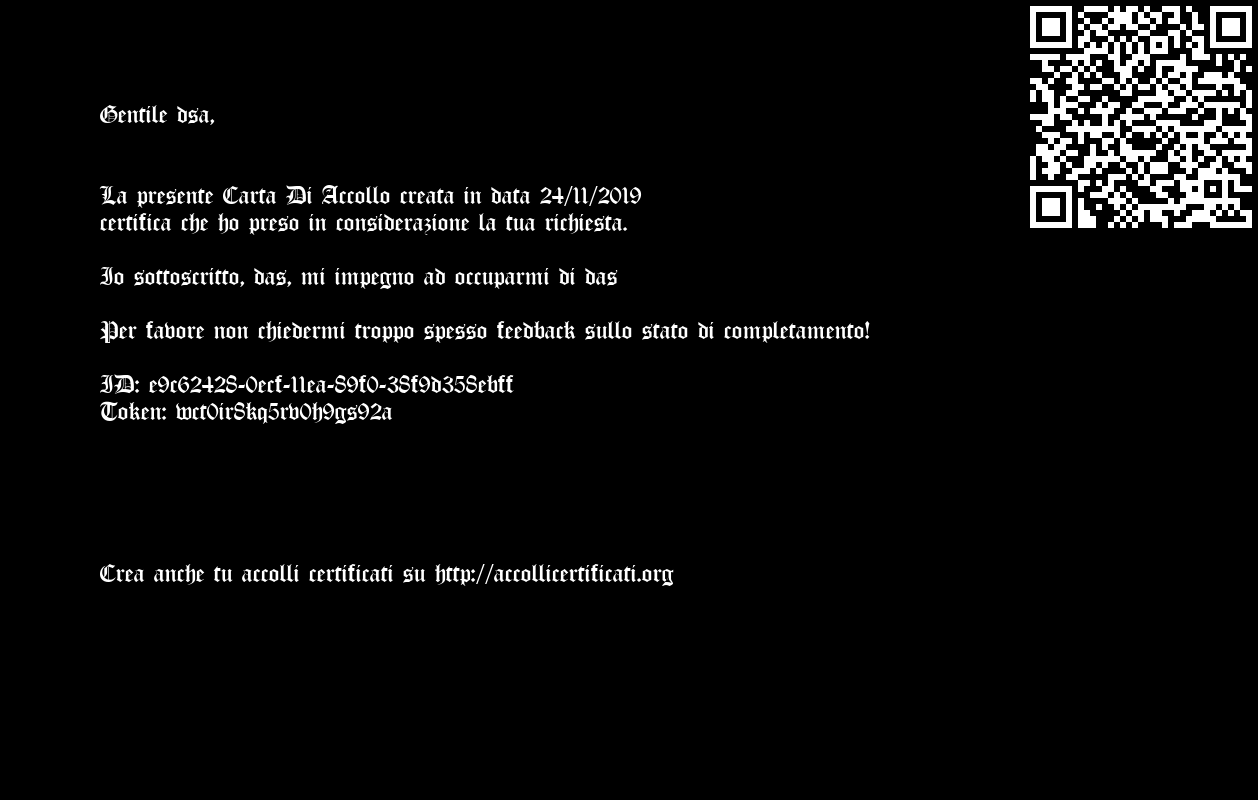 Gentile dsa,
La presente Carta Di Accollo creata in data 24/11/2019
certifica che ho preso in considerazione la tua richiesta.
Io sottoscritto, das, mi impegno ad occuparmi di das
Per favore non chiedermi troppo spesso feedback sullo stato di completamento!
ID: e9c62428-0ecf-11ea-89f0-38f9d358ebff
Token: wct0ir8kq5rv0h9gs92a
Crea anche tu accolli certificati su http://accollicertificati.org